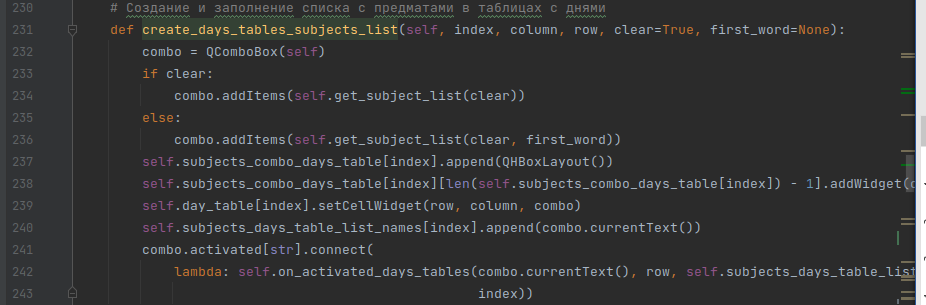 230 # Создание и заполнение списка с предматами в таблицах с днями
231 def create_days_tables_subjects_list(self, index, column, row, clear=True, first_word=None):
232 combo = QComboBox(self)
233 if clear:
234 combo.addItems(self.get_subject_list(clear))
235 else:
236 combo.addItems(self.get_subject_list(clear, first_word))
237 self.subjects_combo_days_table[index].append(QHBoxLayout())
238 self.subjects_combo_days_table[index][len(self.subjects_combo_days_table[index]) - 1].addWidget(
239 self.day_table[index].setCellWidget(row, column, combo)
240 self.subjects_days_table_list_names[index].append(combo.currentText())
241 combo.activated[str].connect(
242 lambda: self.on_activated_days_tables(combo.currentText(), row, self.subjects_days_table_list
243 index))